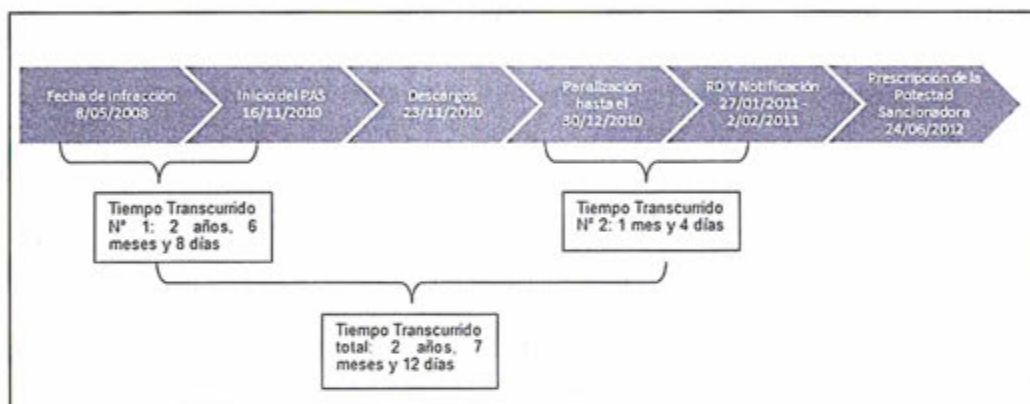 Fecha de infracción
8/05/2008
Inicio del PAS
16/11/2010
Descargos
23/11/2010
Paralización
hasta el
30/12/2010
RD Y Notificación
27/01/2011 -
2/02/2011
Prescripción de la
Potestad
Sancionadora
24/06/2012
Tiempo Transcurrido
N° 1: 2 años, 6
meses y 8 días
Tiempo Transcurrido
N° 2: 1 mes y 4 días
Tiempo Transcurrido
total: 2 años, 7
meses y 12 días